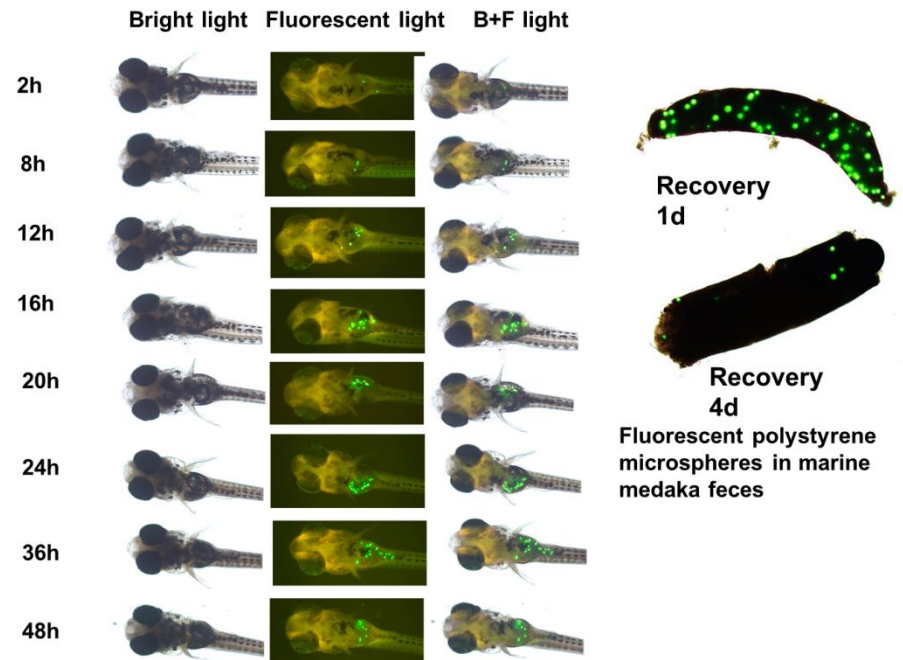 Bright light Fluorescent light B+F light
2h
8h
12h
16h
20h
24h
36h
48h
Recovery
1d
Recovery
4d
Fluorescent polystyrene
microspheres in marine
medaka feces